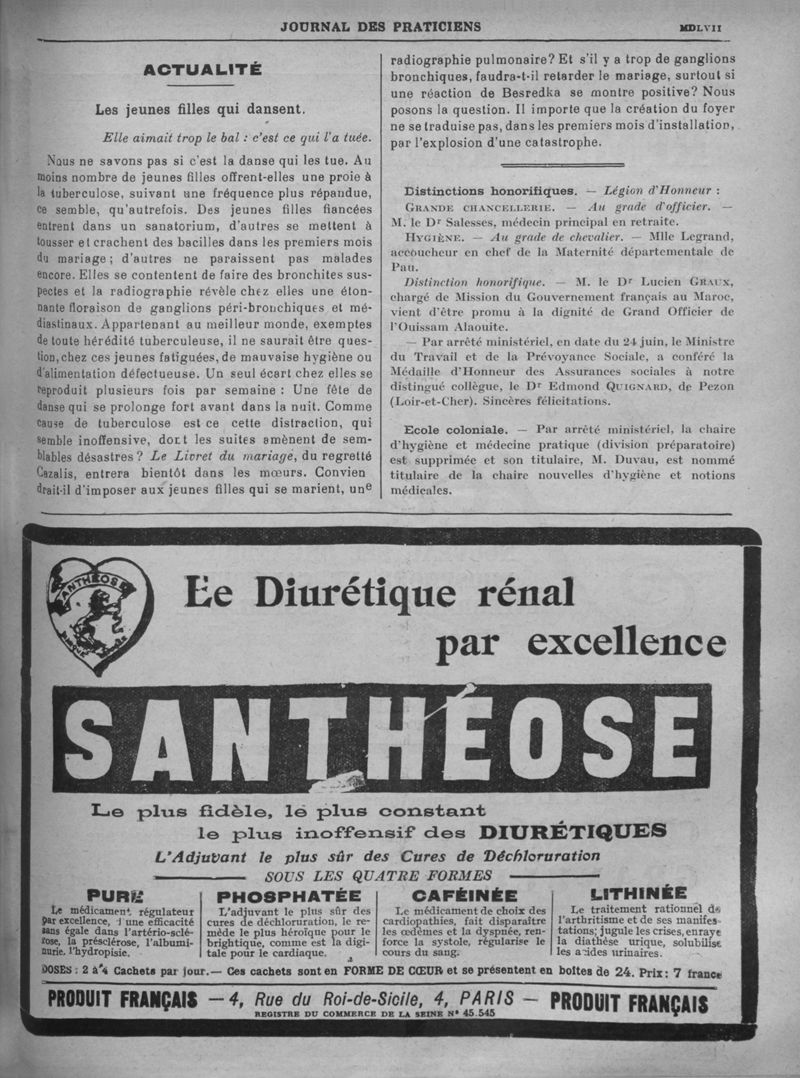 JOURNAL DES PRATICIENS
MDLVII
ACTUALITÉ
Les jeunes filles qui dansent.
Elle aimait trop le bal : c'est ce qui l'a tuée.
Nous ne savons pas si c'est la danse qui les tue. Au
moins nombre de jeunes filles offrent-elles une proie à
la tuberculose, suivant une fréquence plus répandue,
ce semble, qu'autrefois. Des jeunes filles fiancées
entrent dans un sanatorium, d'autres se mettent à
tousser et crachent des bacilles dans les premiers mois
du mariage ; d'autres ne paraissent pas malades
encore. Elles se contentent de faire des bronchites sus-
pectes et la radiographie révèle chez elles une éton-
nante floraison de ganglions péri-bronchiques et mé-
diastinaux. Appartenant au meilleur monde, exemptes
de toute hérédité tuberculeuse, il ne saurait être ques-
tion, chez ces jeunes fatiguées, de mauvaise hygiène ou
d'alimentation défectueuse. Un seul écart chez elles se
reproduit plusieurs fois par semaine : Une fête de
danse qui se prolonge fort avant dans la nuit. Comme
cause de tuberculose est ce cette distraction, qui
semble inoffensive, dont les suites amènent de sem-
blables désastres ? Le Livret du mariage, du regretté
Cazalis, entrera bientôt dans les mœurs. Convien
drait-il d'imposer aux jeunes filles qui se marient, une
radiographie pulmonaire? Et s'il y a trop de ganglions
bronchiques, faudra-t-il retarder le mariage, surtout si
une réaction de Besredka se montre positive? Nous
posons la question. Il importe que la création du foyer
ne se traduise pas, dans les premiers mois d'installation,
par l'explosion d'une catastrophe.
Distinctions honorifiques. — Légion d'Honneur :
GRANDE CHANCELLERIE. — Au grade d'officier. —
M. le Dr Salesses, médecin principal en retraite.
HYGIÈNE. — Au grade de chevalier. — Mlle Legrand,
accoucheur en chef de la Maternité départementale de
Pau.
Distinction honorifique. — M. le Dr Lucien GRAUX,
chargé de Mission du Gouvernement français au Maroc,
vient d'être promu à la dignité de Grand Officier de
l'Ouissam Alaouite.
— Par arrêté ministériel, en date du 24 juin, le Ministre
du Travail et de la Prévoyance Sociale, a conféré la
Médaille d'Honneur des Assurances sociales à notre
distingué collègue, le Dr Edmond QUIGNARD, de Pezon
(Loir-et-Cher). Sincères félicitations.
Ecole coloniale. — Par arrêté ministériel, la chaire
d'hygiène et médecine pratique (division préparatoire)
est supprimée et son titulaire, M. Duvau, est nommé
titulaire de la chaire nouvelles d'hygiène et notions
médicales.
SANTHÉOSE
Le Diurétique rénal
par excellence
SANTHÉOSE
Le plus fidèle, le plus constant
le plus inoffensif des DIURÉTIQUES
L'Adjuvant le plus sûr des Cures de Déchloruration
SOUS LES QUATRE FORMES
PURE
Le médicament régulateur
par excellence, d'une efficacité
sans égale dans l'artério-sclé-
rose, la présclérose, l'albumi-
nurie, l'hydropisie.
PHOSPHATÉE
L'adjuvant le plus sûr des
cures de déchloruration, le re-
mède le plus héroïque pour le
brightique, comme est la digi-
tale pour le cardiaque.
CAFÉINÉE
Le médicament de choix des
cardiopathies, fait disparaître
les œdèmes et la dyspnée, ren-
force la systole, régularise le
cours du sang.
LITHINÉE
Le traitement rationnel de
l'arthritisme et de ses manifes-
tations; jugule les crises, enraye
la diathèse urique, solubilise
les acides urinaires.
DOSES : 2 à 4 Cachets par jour.— Ces cachets sont en FORME DE CŒUR et se présentent en boîtes de 24. Prix: 7 francs
PRODUIT FRANÇAIS — 4, Rue du Roi-de-Sicile, 4, PARIS — PRODUIT FRANÇAIS
REGISTRE DU COMMERCE DE LA SEINE N° 45.545